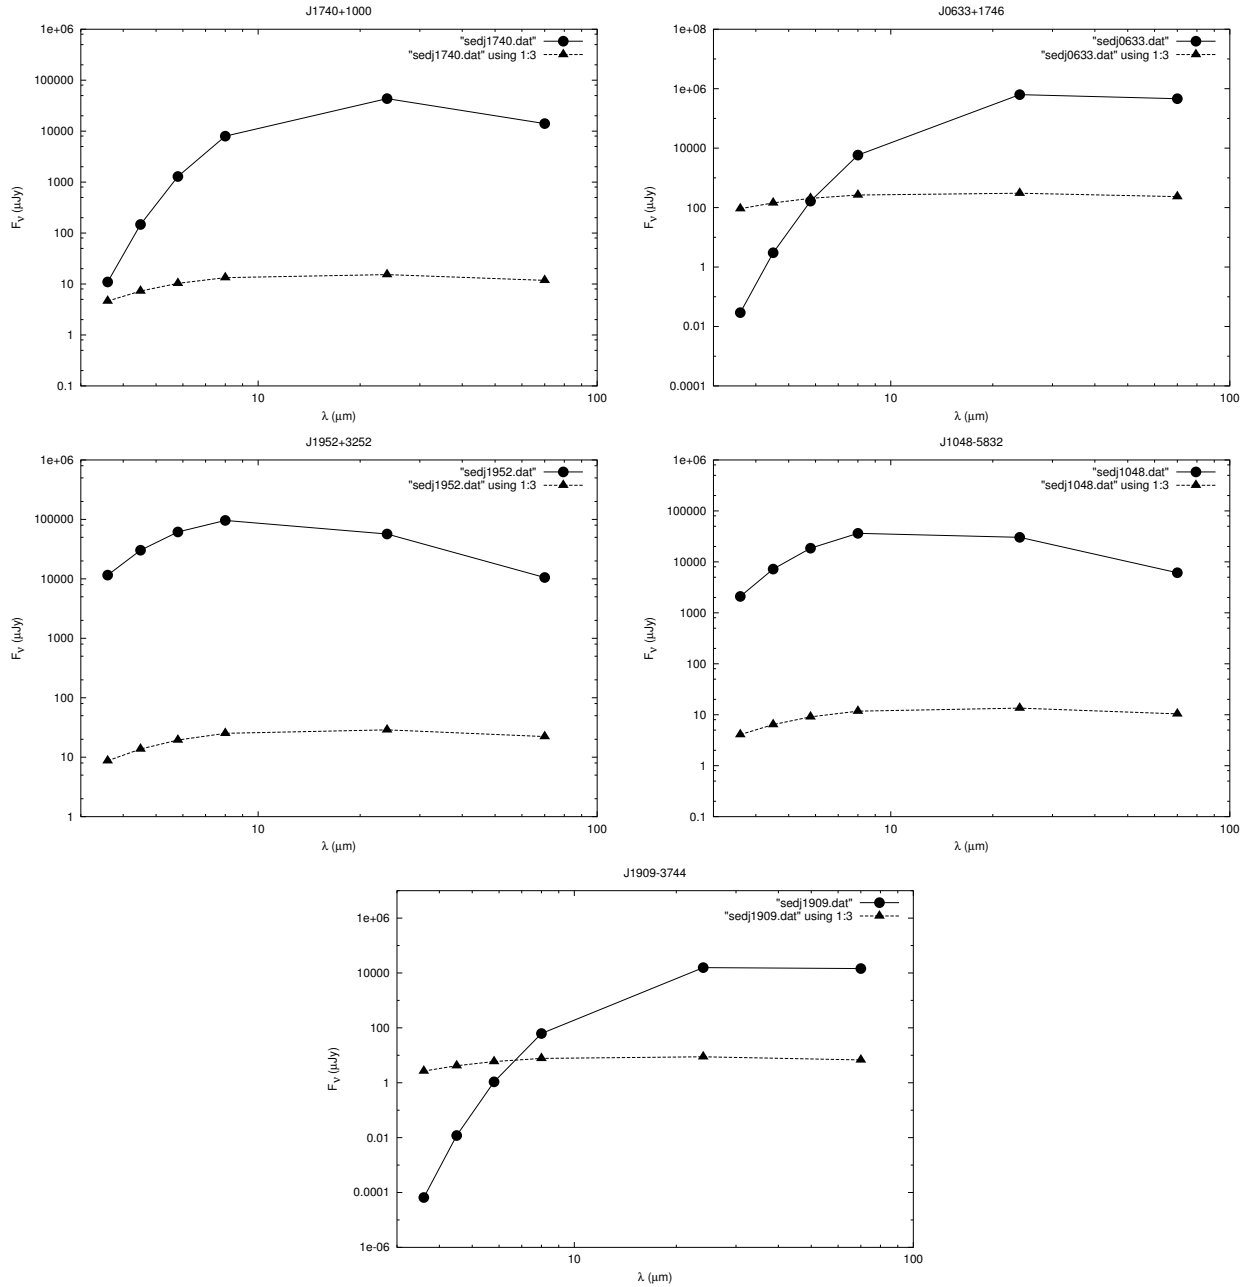 J1740+1000
1e+06
100000
10000
1000
100
10
1
0.1
10
100
λ (μm)
Fν (μJy)
"sedj1740.dat"
"sedj1740.dat" using 1:3
J0633+1746
1e+08
1e+06
10000
100
1
0.01
0.0001
10
100
λ (μm)
Fν (μJy)
"sedj0633.dat"
"sedj0633.dat" using 1:3
J1952+3252
1e+06
100000
10000
1000
100
10
1
10
100
λ (μm)
Fν (μJy)
"sedj1952.dat"
"sedj1952.dat" using 1:3
J1048-5832
1e+06
100000
10000
1000
100
10
1
0.1
10
100
λ (μm)
Fν (μJy)
"sedj1048.dat"
"sedj1048.dat" using 1:3
J1909-3744
1e+06
10000
100
1
0.01
0.0001
1e-06
10
100
λ (μm)
Fν (μJy)
"sedj1909.dat"
"sedj1909.dat" using 1:3